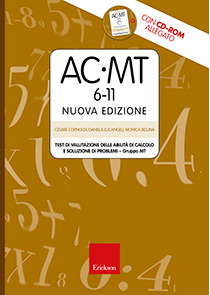 CON CD-ROM
ALLEGATO
AC·MT
6-11
NUOVA EDIZIONE
CESARE CORNOLDI, DANIELA LUCANGELI, MONICA BELLINA
TEST DI VALUTAZIONE DELLE ABILITÀ DI CALCOLO
E SOLUZIONE DI PROBLEMI – Gruppo MT
Erickson